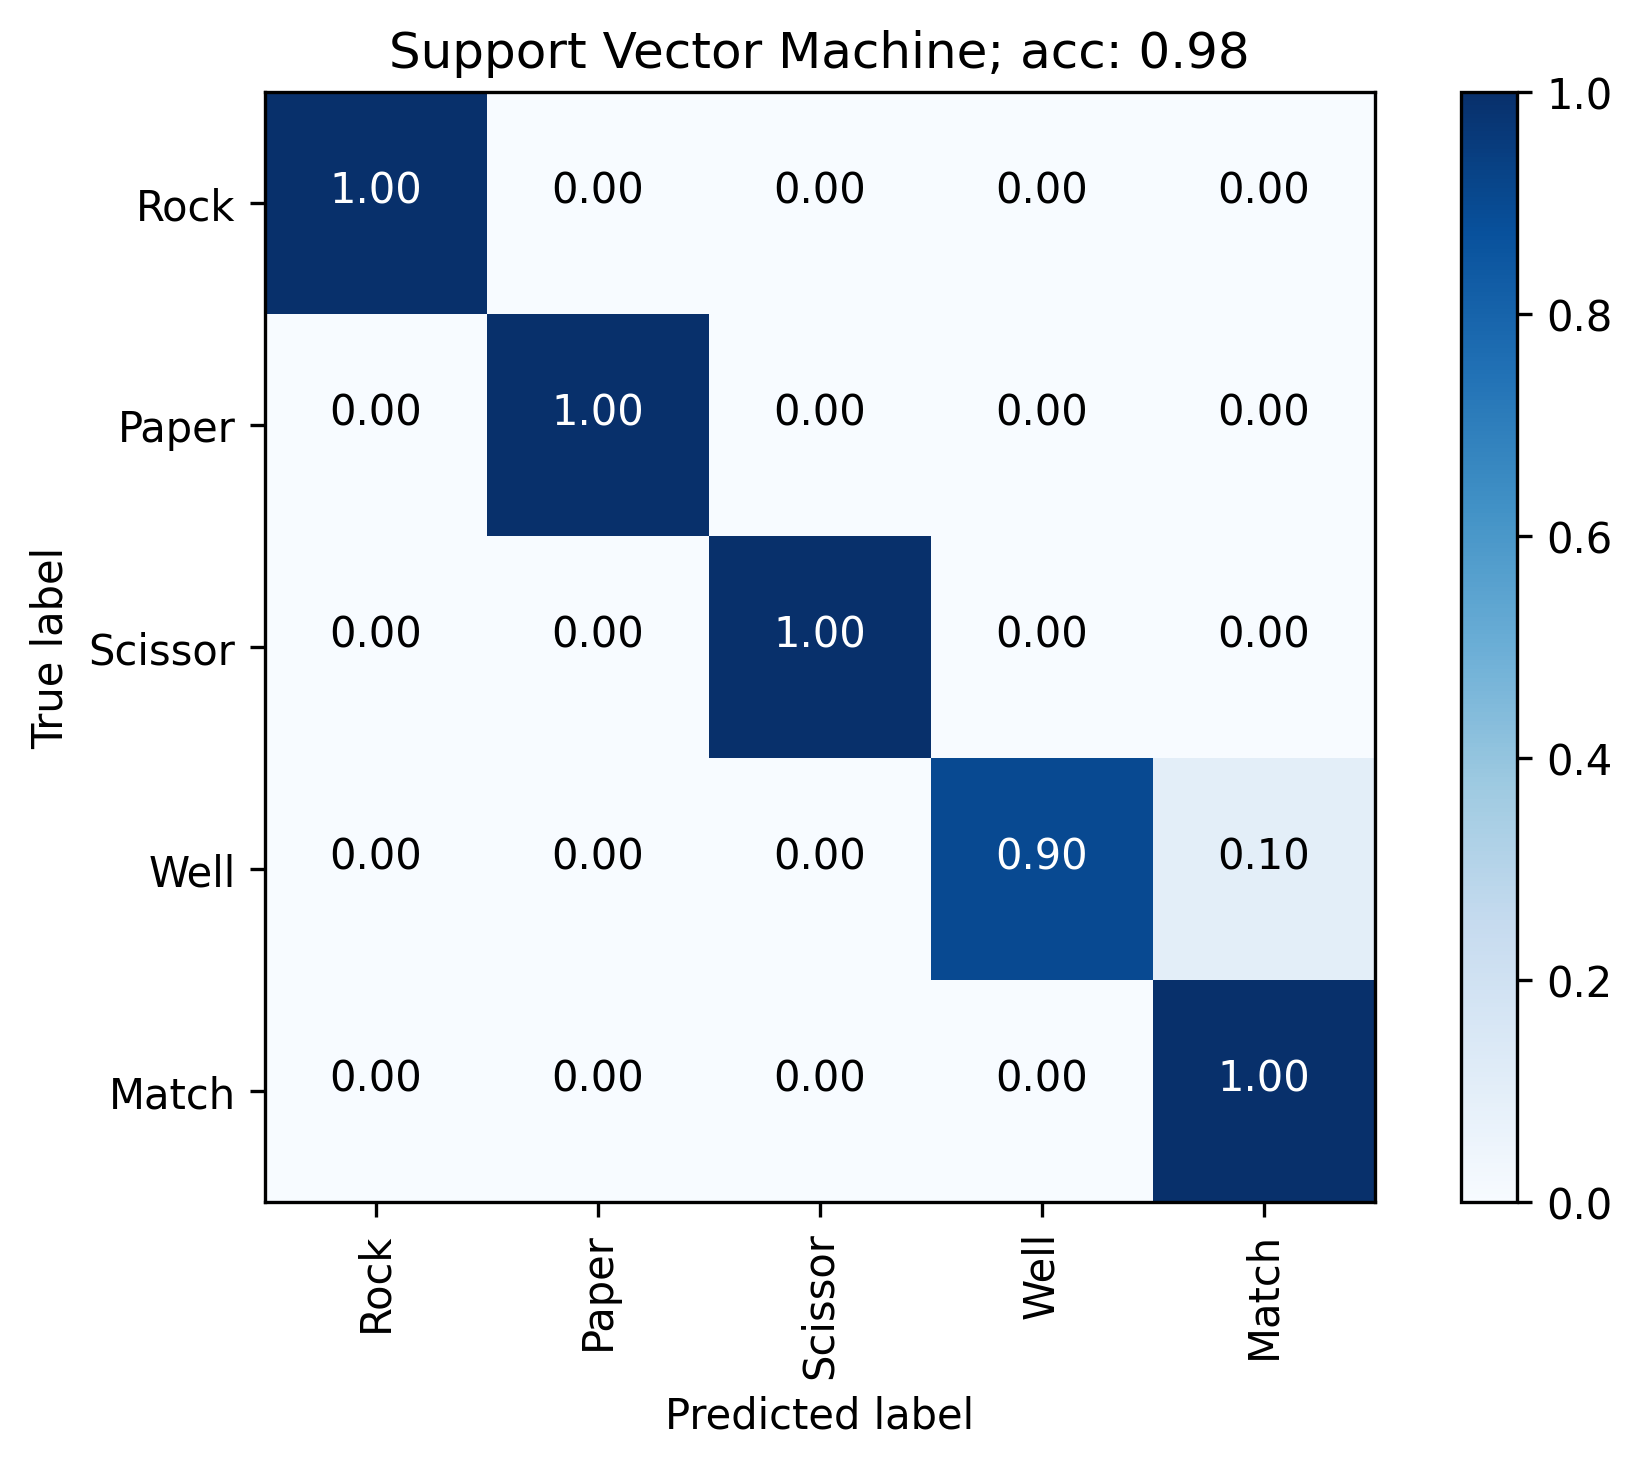 Support Vector Machine; acc: 0.98
Rock 1.00 0.00 0.00 0.00 0.00
Paper 0.00 1.00 0.00 0.00 0.00
Scissor 0.00 0.00 1.00 0.00 0.00
Well 0.00 0.00 0.00 0.90 0.10
Match 0.00 0.00 0.00 0.00 1.00
True label
Rock Paper Scissor Well Match
Predicted label
1.0
0.8
0.6
0.4
0.2
0.0